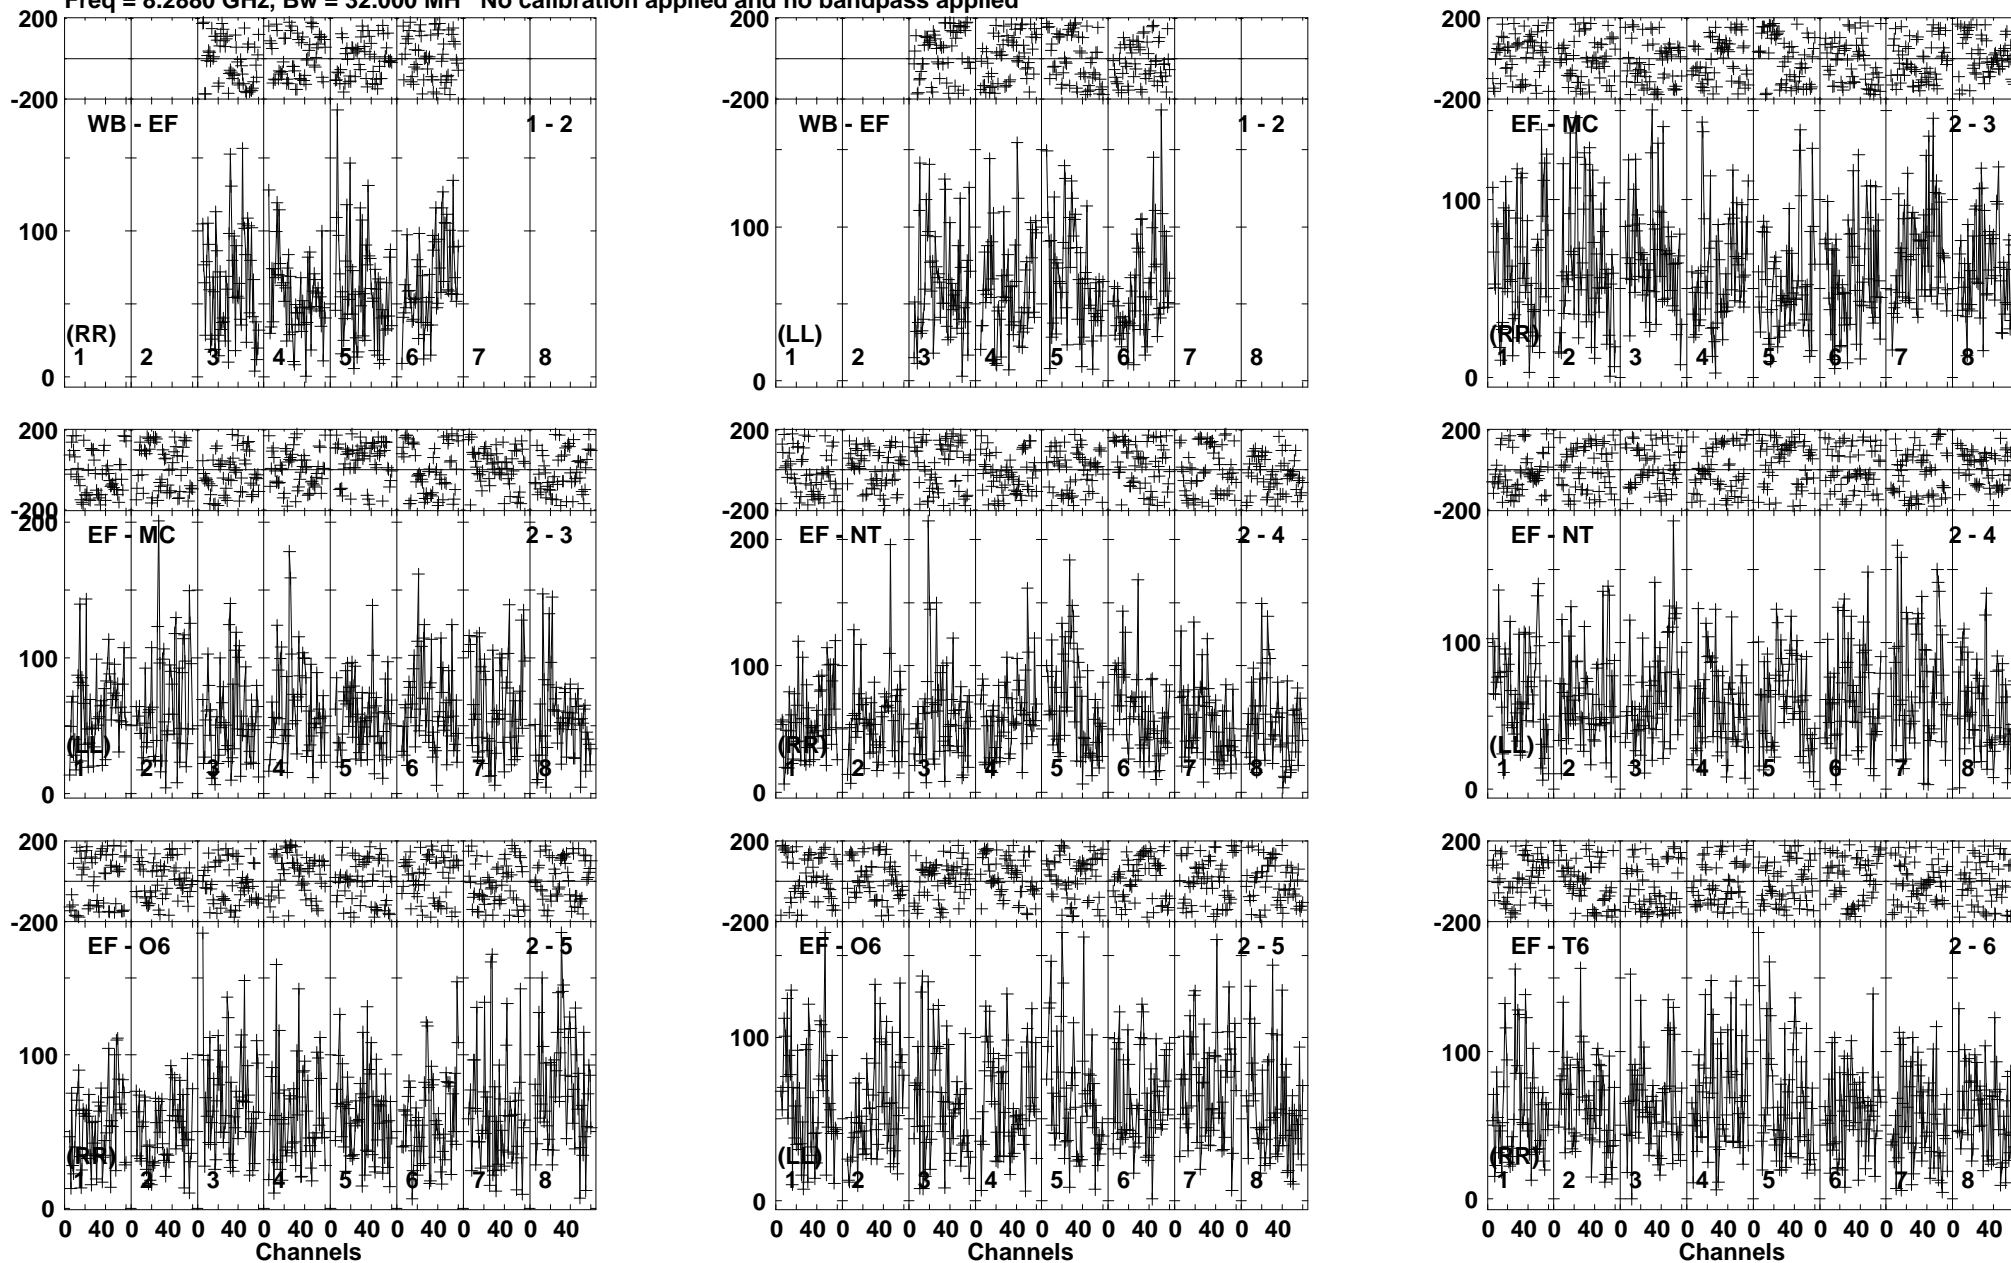 Freq = 8.2880 GHz, Bw = 32.000 MH No calibration applied and no bandpass applied
200 200 200
-200 -200 -200
WB - EF 1 - 2 WB - EF 1 - 2 EF - MC 2 - 3
100 100 100
(RR) (LL) (RR)
1 2 3 4 5 6 7 8 1 2 3 4 5 6 7 8 1 2 3 4 5 6 7 8
0 0 0
200 200 200
-200 -200 -200
200 200
EF - MC 2 - 3 EF - NT 2 - 4 EF - NT 2 - 4
100 100 100
(LL) (RR) (LL)
1 2 3 4 5 6 7 8 1 2 3 4 5 6 7 8 1 2 3 4 5 6 7 8
0 0 0
200 200 200
-200 -200 -200
EF - O6 2 - 5 EF - O6 2 - 5 EF - T6 2 - 6
100 100 100
(RR) (LL) (RR)
1 2 3 4 5 6 7 8 1 2 3 4 5 6 7 8 1 2 3 4 5 6 7 8
0 0 0
0 40 0 40 0 40 0 40 0 40 0 40 0 40 0 40 0 40 0 40 0 40 0 40 0 40 0 40 0 40 0 40 0 40 0 40 0 40 0 40 0 40 0 40 0 40 0 40
Channels Channels Channels